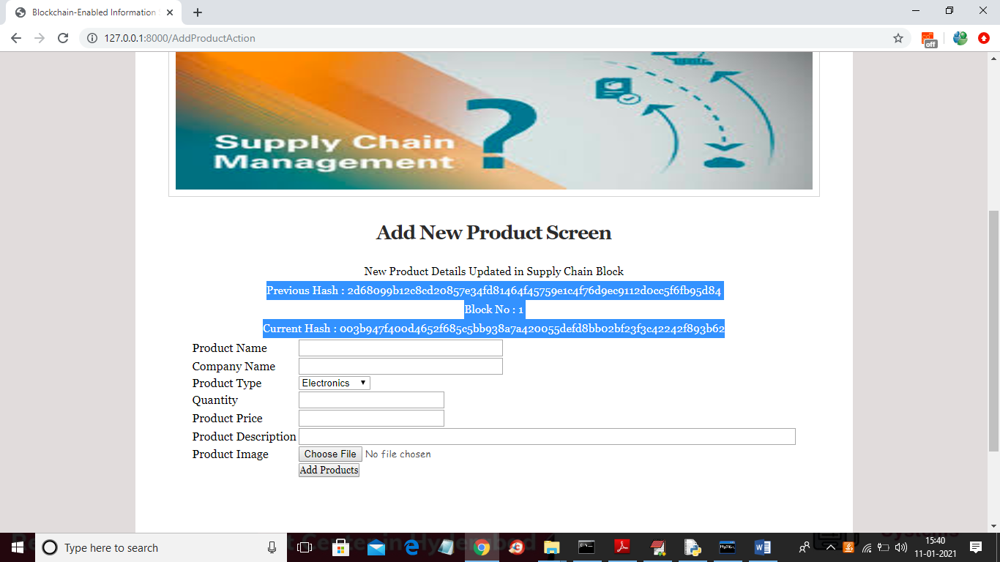 Blockchain-Enabled Information
127.0.0.1:8000/AddProductAction
off
Supply Chain
Management
?
Add New Product Screen
New Product Details Updated in Supply Chain Block
Previous Hash : 2d68099b12c8cd20857e34fd81464f45759e1c4f76d9ec9112d0cc5f6fb95d84
Block No : 1
Current Hash : 003b947f400d4652f685c5bb938a7a420055defd8bb02bf23f3c42242f893b62
Product Name
Company Name
Product Type Electronics
Quantity
Product Price
Product Description
Product Image Choose File No file chosen
Add Products
Type here to search
15:40
11-01-2021